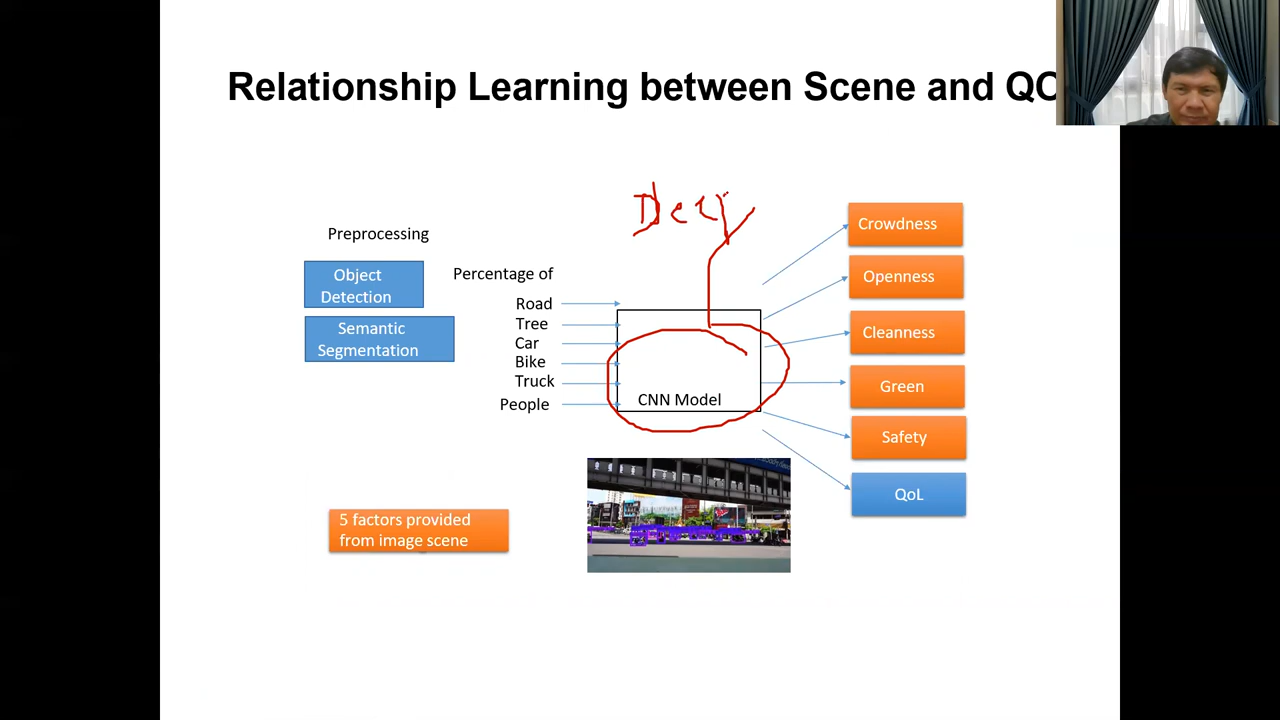 Relationship Learning between Scene and QO
Deep
Preprocessing
Object
Detection
Semantic
Segmentation
Percentage of
Road
Tree
Car
Bike
Truck
People
CNN Model
Crowdness
Openness
Cleanness
Green
Safety
QoL
5 factors provided
from image scene